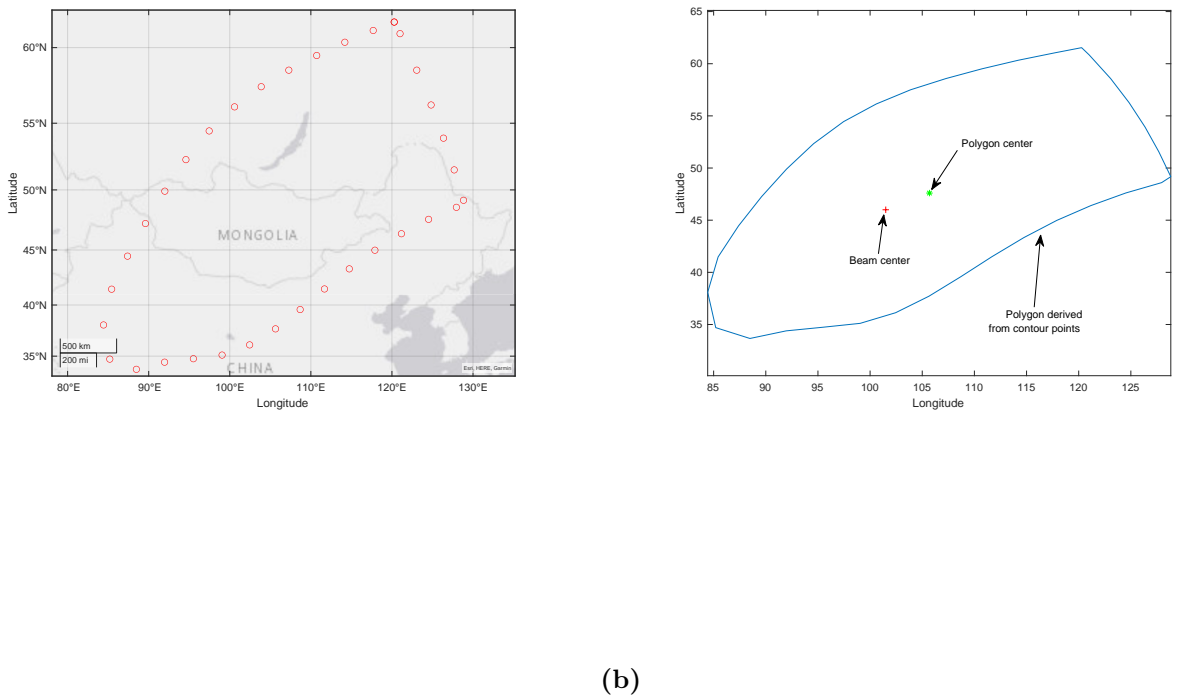 60°N
55°N
50°N
45°N
40°N
35°N
Latitude
MONGOLIA
CHINA
500 km
200 mi
Esri, HERE, Garmin
80°E
90°E
100°E
110°E
120°E
130°E
Longitude
65
60
55
50
45
40
35
Latitude
Polygon center
Beam center
Polygon derived
from contour points
85
90
95
100
105
110
115
120
125
Longitude
(b)